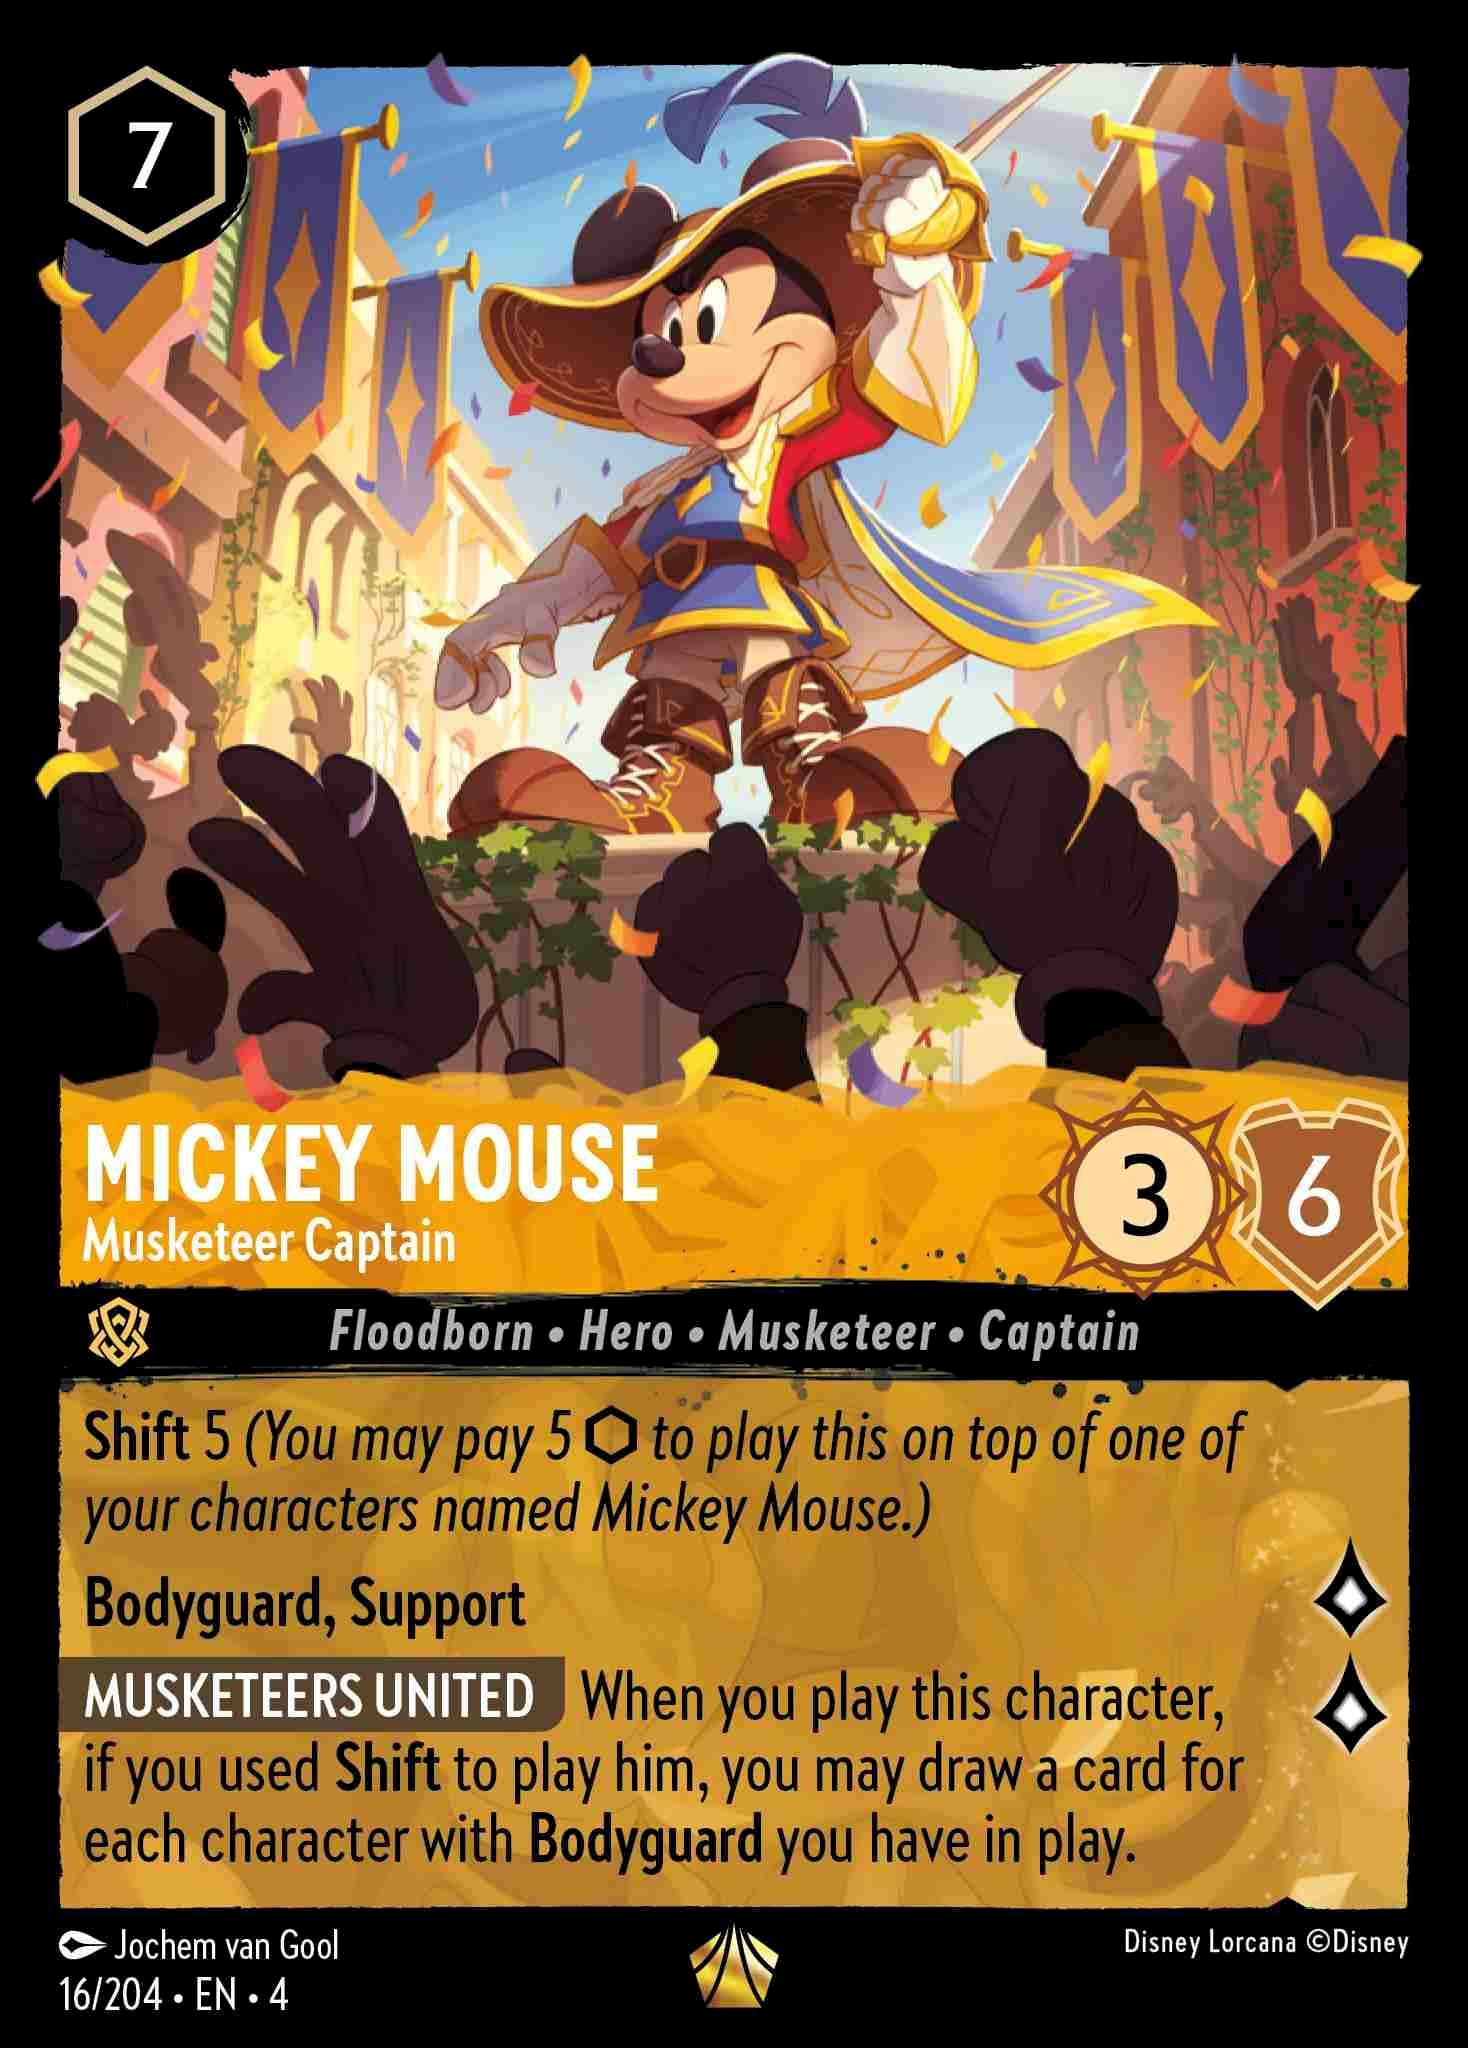 7
MICKEY MOUSE
Musketeer Captain
3
6
Floodborn • Hero • Musketeer • Captain
Shift 5 (You may pay 5 ⬡ to play this on top of one of
your characters named Mickey Mouse.)
Bodyguard, Support
MUSKETEERS UNITED When you play this character,
if you used Shift to play him, you may draw a card for
each character with Bodyguard you have in play.
Jochem van Gool
Disney Lorcana ©Disney
16/204 • EN • 4